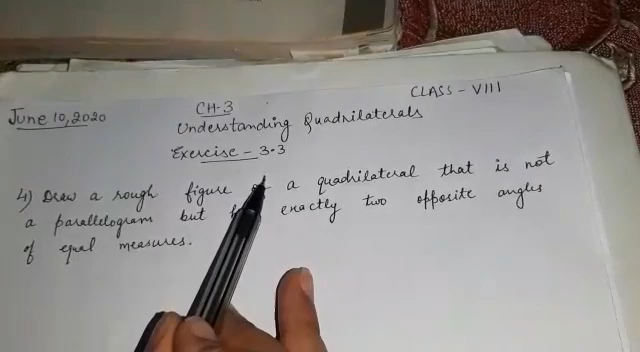 CLASS - VIII
June 10, 2020
CH-3
Understanding Quadrilaterals
Exercise - 3.3
4) Draw a rough figure a quadrilateral that is not
a parallelogram but exactly two opposite angles
of equal measures.